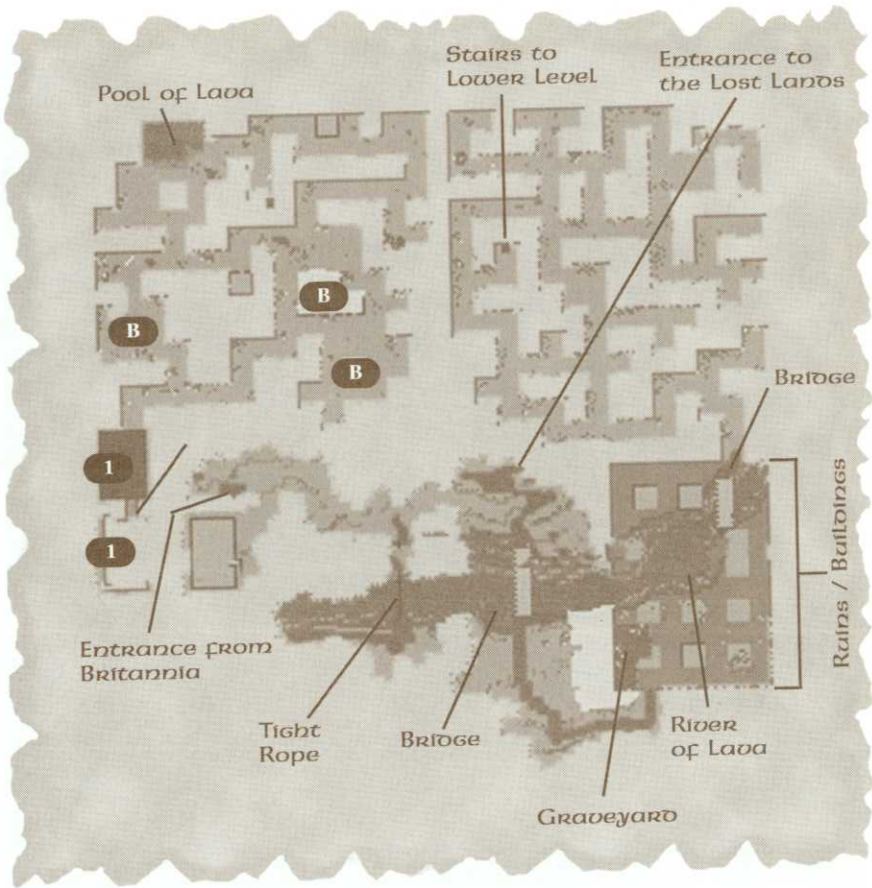 Stairs to
Lower Level
Entrance to
the Lost Lands
Pool of Lava
B
B
B
Bridge
1
1
Ruins / Buildings
Entrance from
Britannia
Tight
Rope
Bridge
River
of Lava
Graveyard